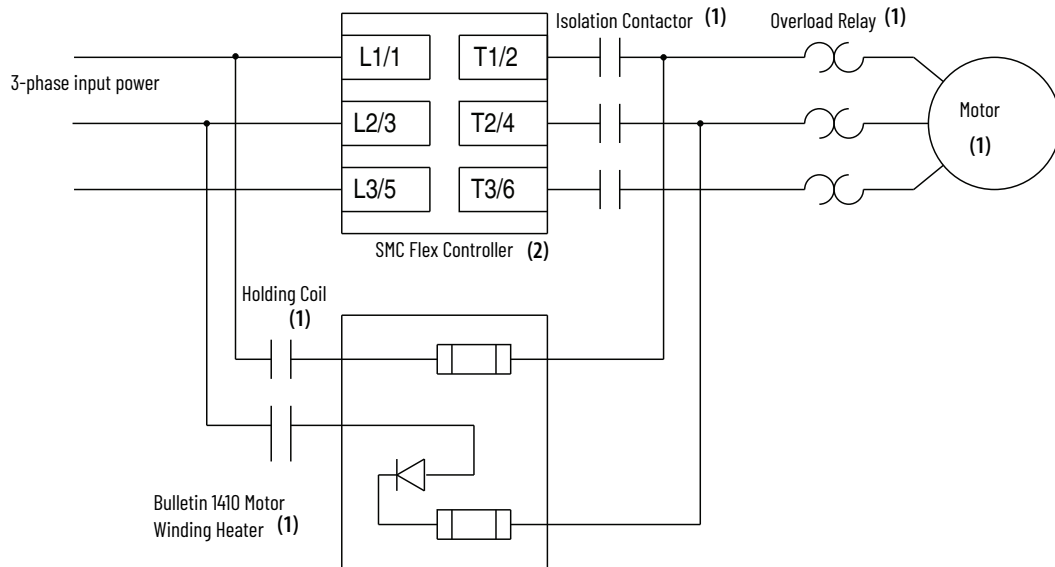 Isolation Contactor (1)
Overload Relay (1)
3-phase input power
L1/1
T1/2
L2/3
T2/4
L3/5
T3/6
Motor
(1)
SMC Flex Controller (2)
Holding Coil
(1)
Bulletin 1410 Motor
Winding Heater (1)